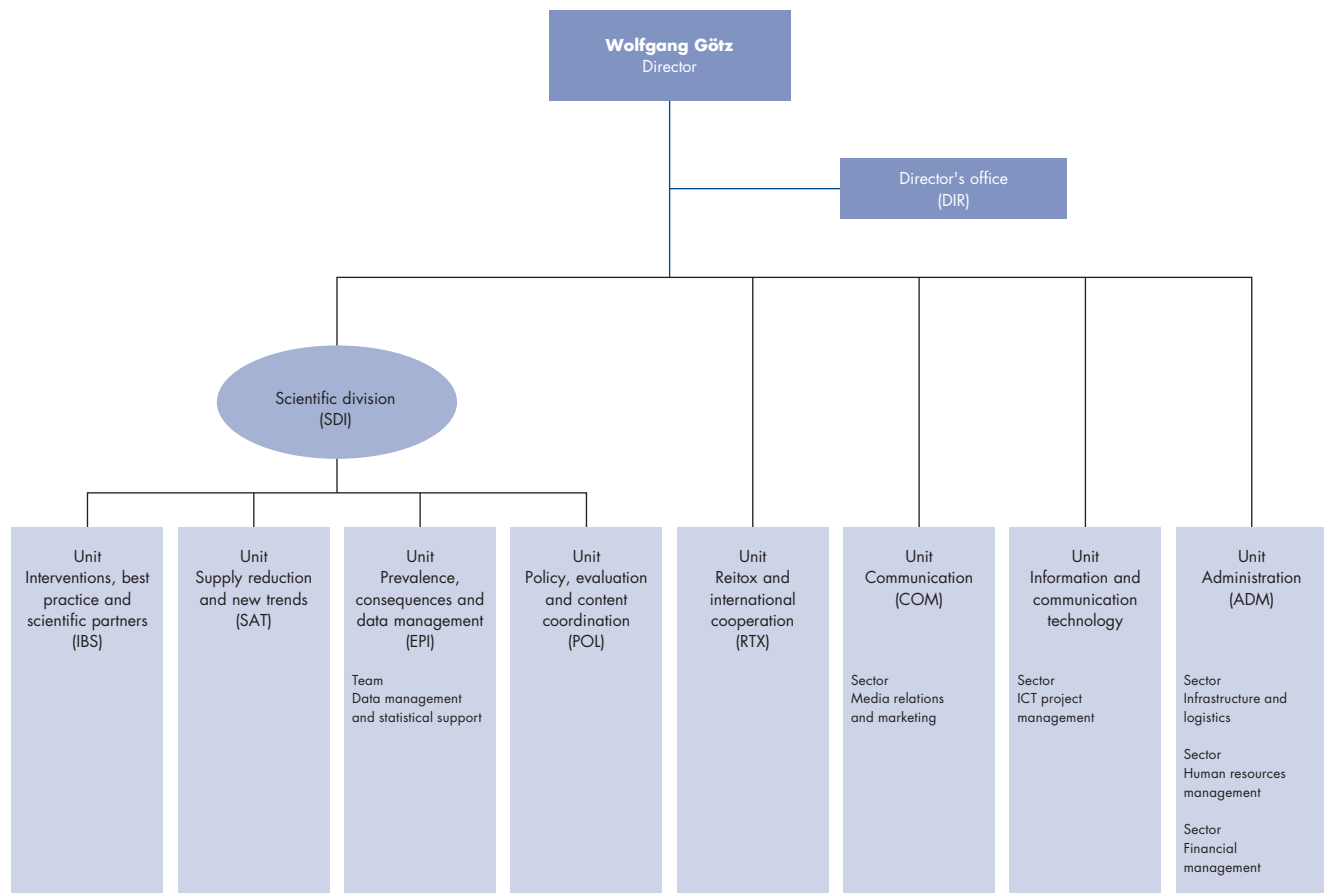 Wolfgang Götz
Director
Director's office
(DIR)
Scientific division
(SDI)
Unit
Interventions, best
practice and
scientific partners
(IBS)
Unit
Supply reduction
and new trends
(SAT)
Unit
Prevalence,
consequences and
data management
(EPI)
Team
Data management
and statistical support
Unit
Policy, evaluation
and content
coordination
(POL)
Unit
Reitox and
international
cooperation
(RTX)
Unit
Communication
(COM)
Sector
Media relations
and marketing
Unit
Information and
communication
technology
Sector
ICT project
management
Unit
Administration
(ADM)
Sector
Infrastructure and
logistics
Sector
Human resources
management
Sector
Financial
management